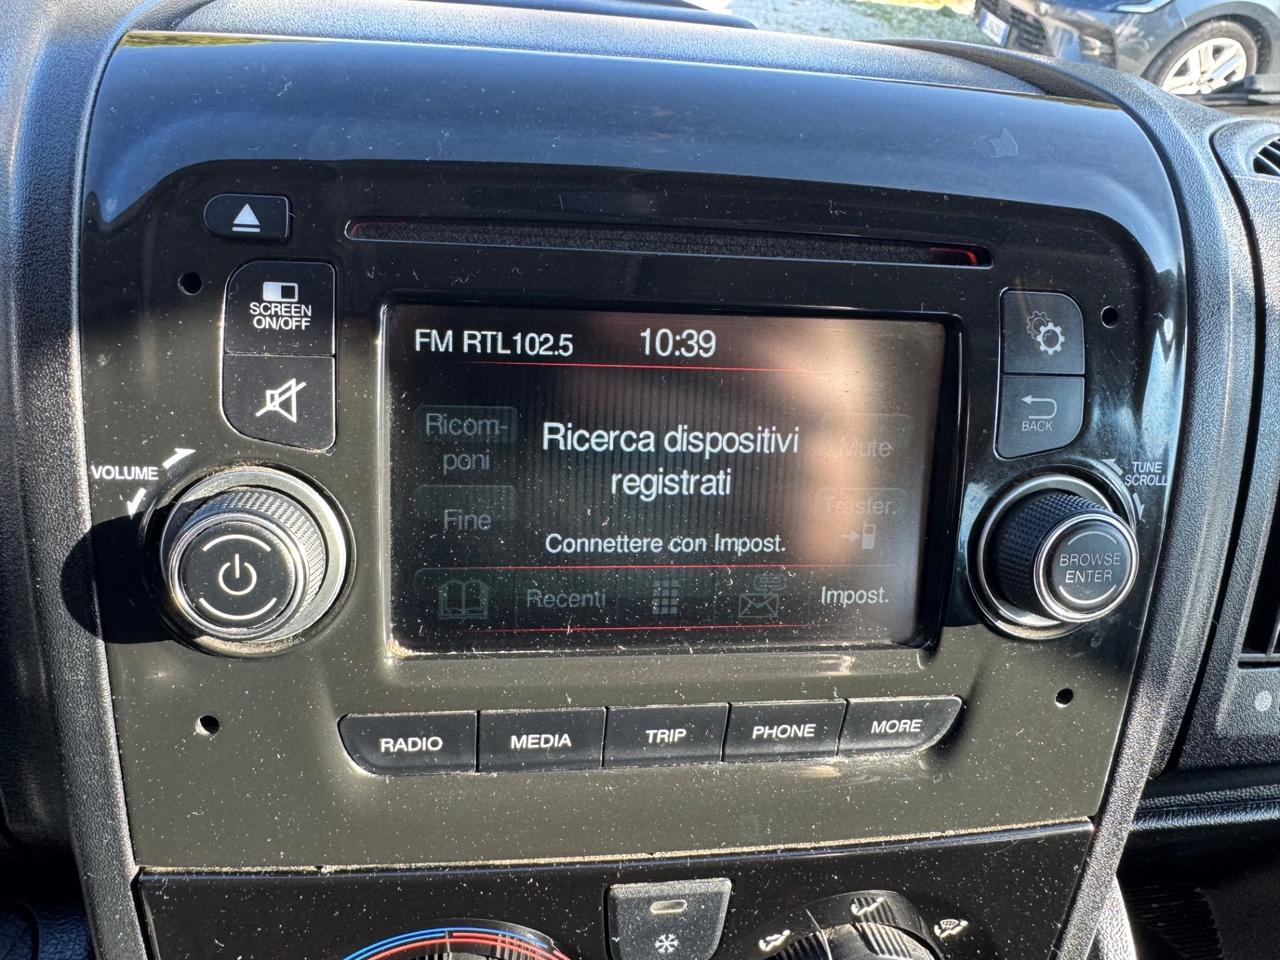 SCREEN
ON/OFF
VOLUME
FM RTL102.5 10:39
Ricom-
poni
Ricerca dispositivi
registrati
Mute
Fine
Connettere con Impost.
Trasfer.
Recenti
Impost.
BACK
TUNE
SCROLL
BROWSE
ENTER
RADIO
MEDIA
TRIP
PHONE
MORE